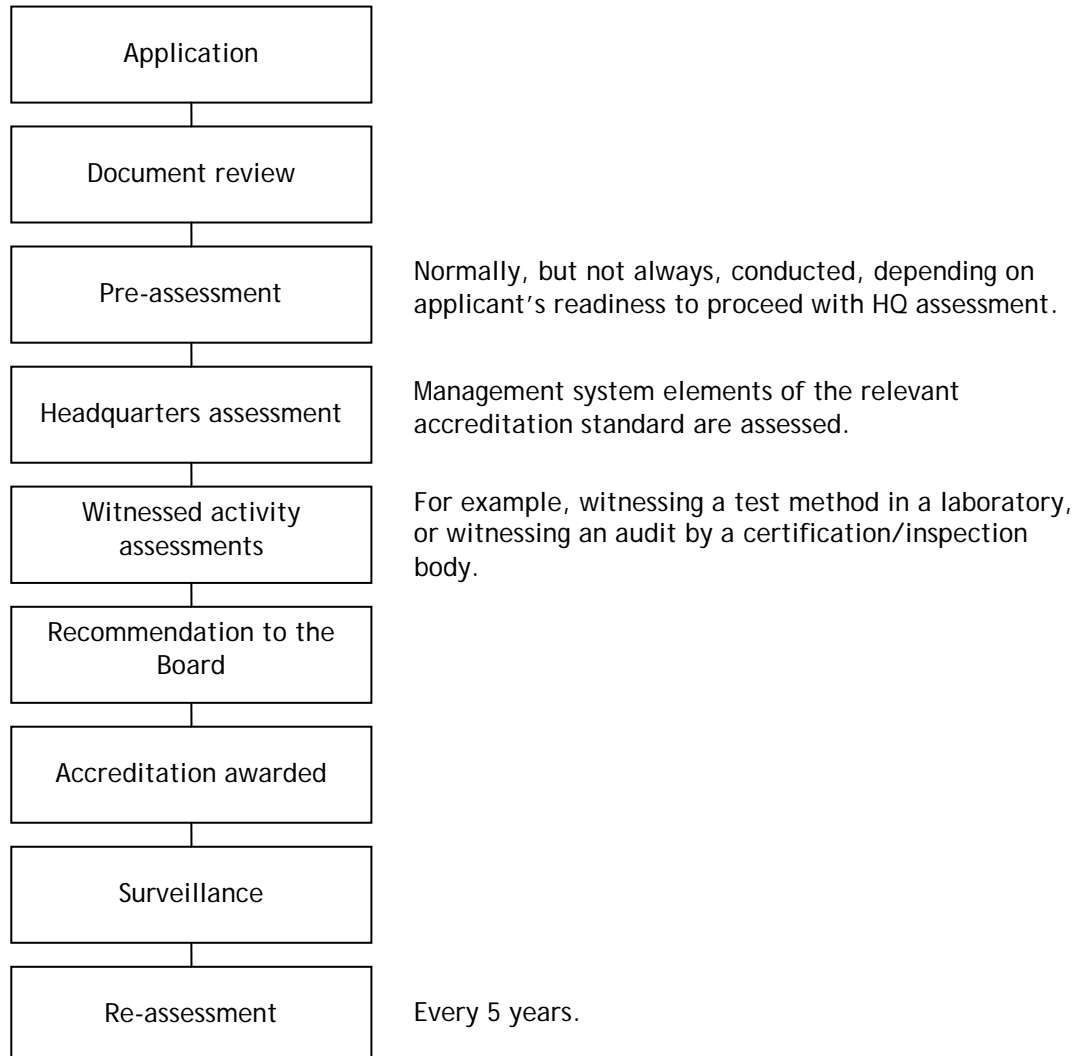 Application
Document review
Pre-assessment
Normally, but not always, conducted, depending on
applicant’s readiness to proceed with HQ assessment.
Headquarters assessment
Management system elements of the relevant
accreditation standard are assessed.
Witnessed activity
assessments
For example, witnessing a test method in a laboratory,
or witnessing an audit by a certification/inspection
body.
Recommendation to the
Board
Accreditation awarded
Surveillance
Re-assessment
Every 5 years.